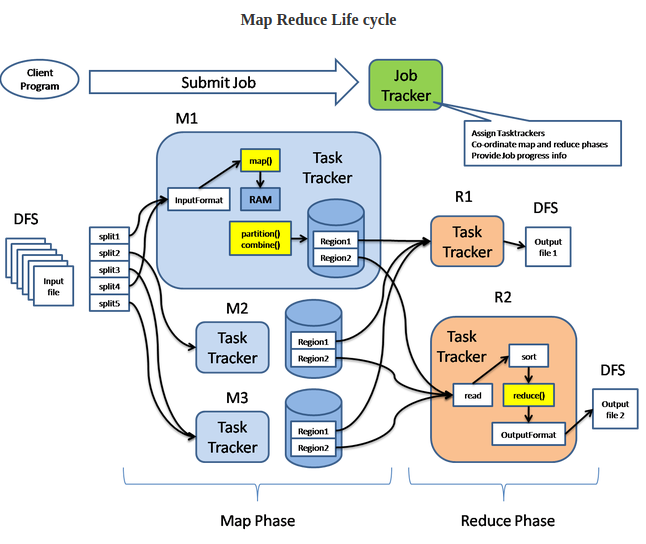 Map Reduce Life cycle
Client
Program
Submit Job
Job
Tracker
Assign Tasktrackers
Co-ordinate map and reduce phases
Provide Job progress info
M1
map()
Task
Tracker
InputFormat
RAM
partition()
combine()
Region1
Region2
DFS
Input
file
split1
split2
split3
split4
split5
M2
Task
Tracker
Region1
Region2
M3
Task
Tracker
Region1
Region2
R1
Task
Tracker
DFS
Output
file 1
R2
Task
Tracker
sort
read
reduce()
OutputFormat
DFS
Output
file 2
Map Phase
Reduce Phase